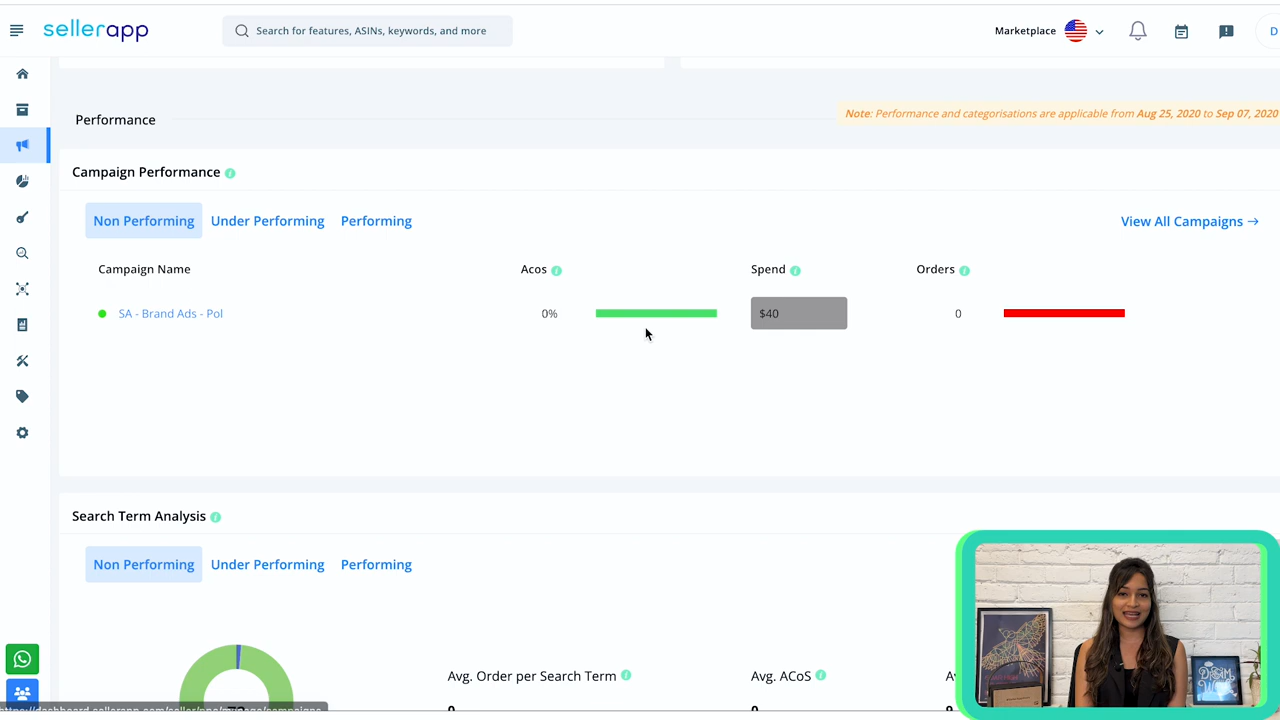 sellerapp
Search for features, ASINs, keywords, and more
Marketplace
D
Performance
Note: Performance and categorisations are applicable from Aug 25, 2020 to Sep 07, 2020
Campaign Performance
Non Performing Under Performing Performing
View All Campaigns →
Campaign Name Acos Spend Orders
SA - Brand Ads - Pol 0% $40 0
Search Term Analysis
Non Performing Under Performing Performing
Avg. Order per Search Term Avg. ACoS